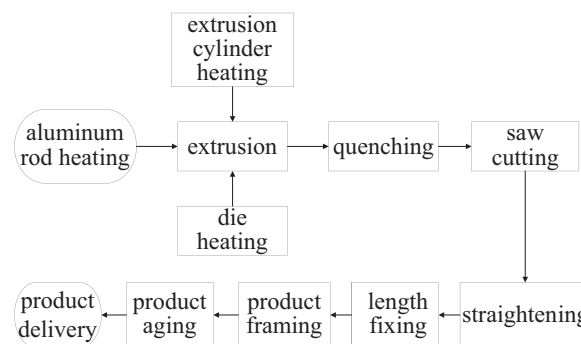 extrusion
cylinder
heating
aluminum
rod heating
extrusion
quenching
saw
cutting
die
heating
product
delivery
product
aging
product
framing
length
fixing
straightening